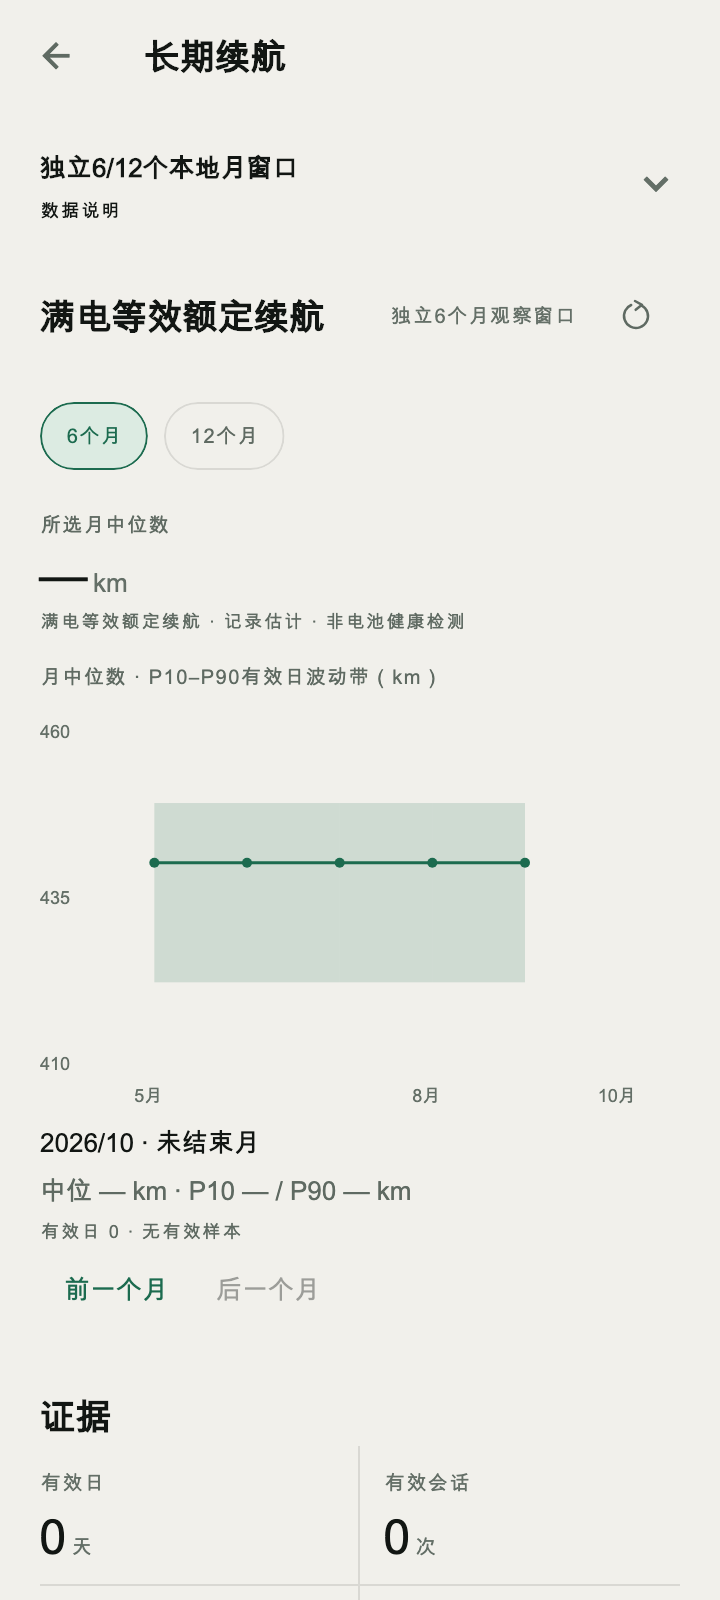 长期续航
独立6/12个本地月窗口
数据说明
满电等效额定续航
独立6个月观察窗口
6个月
12个月
所选月中位数
— km
满电等效额定续航 · 记录估计 · 非电池健康检测
月中位数 · P10–P90有效日波动带 ( km )
460
435
410
5月 8月 10月
2026/10 · 未结束月
中位 — km · P10 — / P90 — km
有效日 0 · 无有效样本
前一个月 后一个月
证据
有效日 有效会话
0 天 0 次